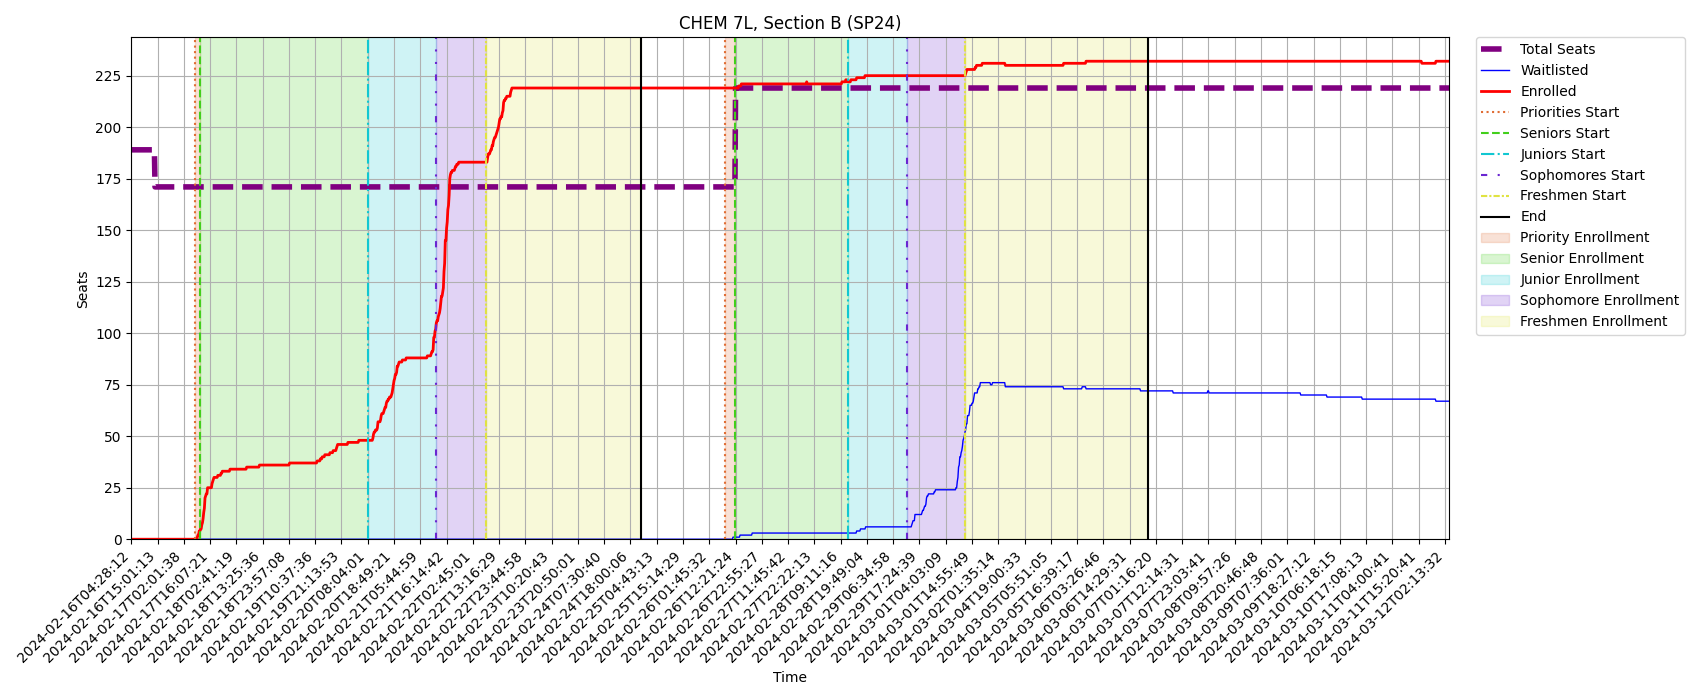 CHEM 7L, Section B (SP24)
Seats
225
200
175
150
125
100
75
50
25
0
2024-02-16T04:28:12
2024-02-16T15:01:13
2024-02-17T02:01:38
2024-02-17T16:07:21
2024-02-18T02:41:19
2024-02-18T13:25:36
2024-02-18T23:57:08
2024-02-19T10:37:36
2024-02-19T21:13:53
2024-02-20T08:04:01
2024-02-20T18:49:21
2024-02-21T05:44:59
2024-02-21T16:14:42
2024-02-22T02:45:01
2024-02-22T13:16:29
2024-02-22T23:44:58
2024-02-23T10:20:43
2024-02-23T20:50:01
2024-02-24T07:30:40
2024-02-24T18:00:06
2024-02-25T04:43:13
2024-02-25T15:14:29
2024-02-26T01:45:32
2024-02-26T12:21:24
2024-02-26T22:55:27
2024-02-27T11:45:42
2024-02-27T22:22:13
2024-02-28T09:11:16
2024-02-28T19:49:04
2024-02-29T06:34:58
2024-02-29T17:24:39
2024-03-01T04:03:09
2024-03-01T14:55:49
2024-03-02T01:35:14
2024-03-04T19:00:33
2024-03-05T05:51:05
2024-03-05T16:39:17
2024-03-06T03:26:46
2024-03-06T14:29:31
2024-03-07T01:16:20
2024-03-07T12:14:31
2024-03-07T23:03:41
2024-03-08T09:57:26
2024-03-08T20:46:48
2024-03-09T07:36:01
2024-03-09T18:27:12
2024-03-10T06:18:15
2024-03-10T17:08:13
2024-03-11T04:00:41
2024-03-11T15:20:41
2024-03-12T02:13:32
Time
Total Seats
Waitlisted
Enrolled
Priorities Start
Seniors Start
Juniors Start
Sophomores Start
Freshmen Start
End
Priority Enrollment
Senior Enrollment
Junior Enrollment
Sophomore Enrollment
Freshmen Enrollment